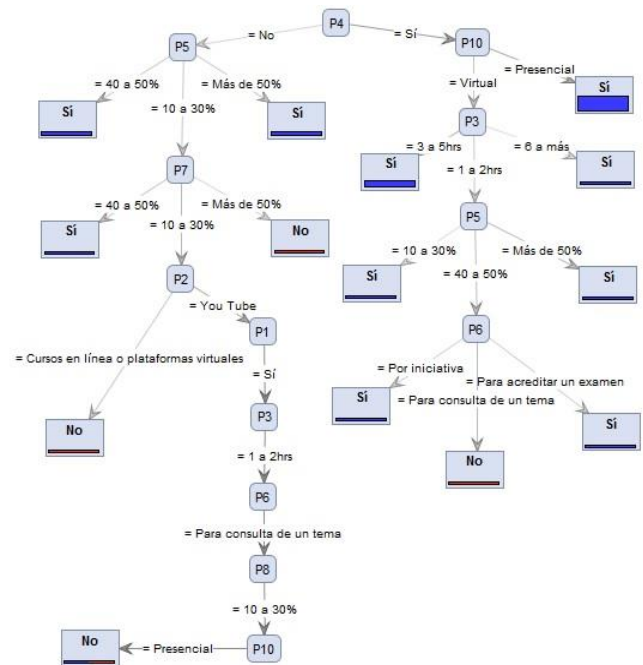 P4
= No
= Sí
P5
P10
= 40 a 50%
= Más de 50%
= 10 a 30%
Sí
Sí
= Virtual
= Presencial
Sí
P3
= 3 a 5hrs
= 6 a más
= 1 a 2hrs
Sí
Sí
P7
= 40 a 50%
= Más de 50%
= 10 a 30%
Sí
No
P5
= 10 a 30%
= Más de 50%
= 40 a 50%
Sí
Sí
P2
= You Tube
= Cursos en línea o plataformas virtuales
No
P1
= Sí
P6
= Por iniciativa
= Para acreditar un examen
= Para consulta de un tema
Sí
Sí
No
P3
= 1 a 2hrs
P6
= Para consulta de un tema
P8
= 10 a 30%
P10
= Presencial
No